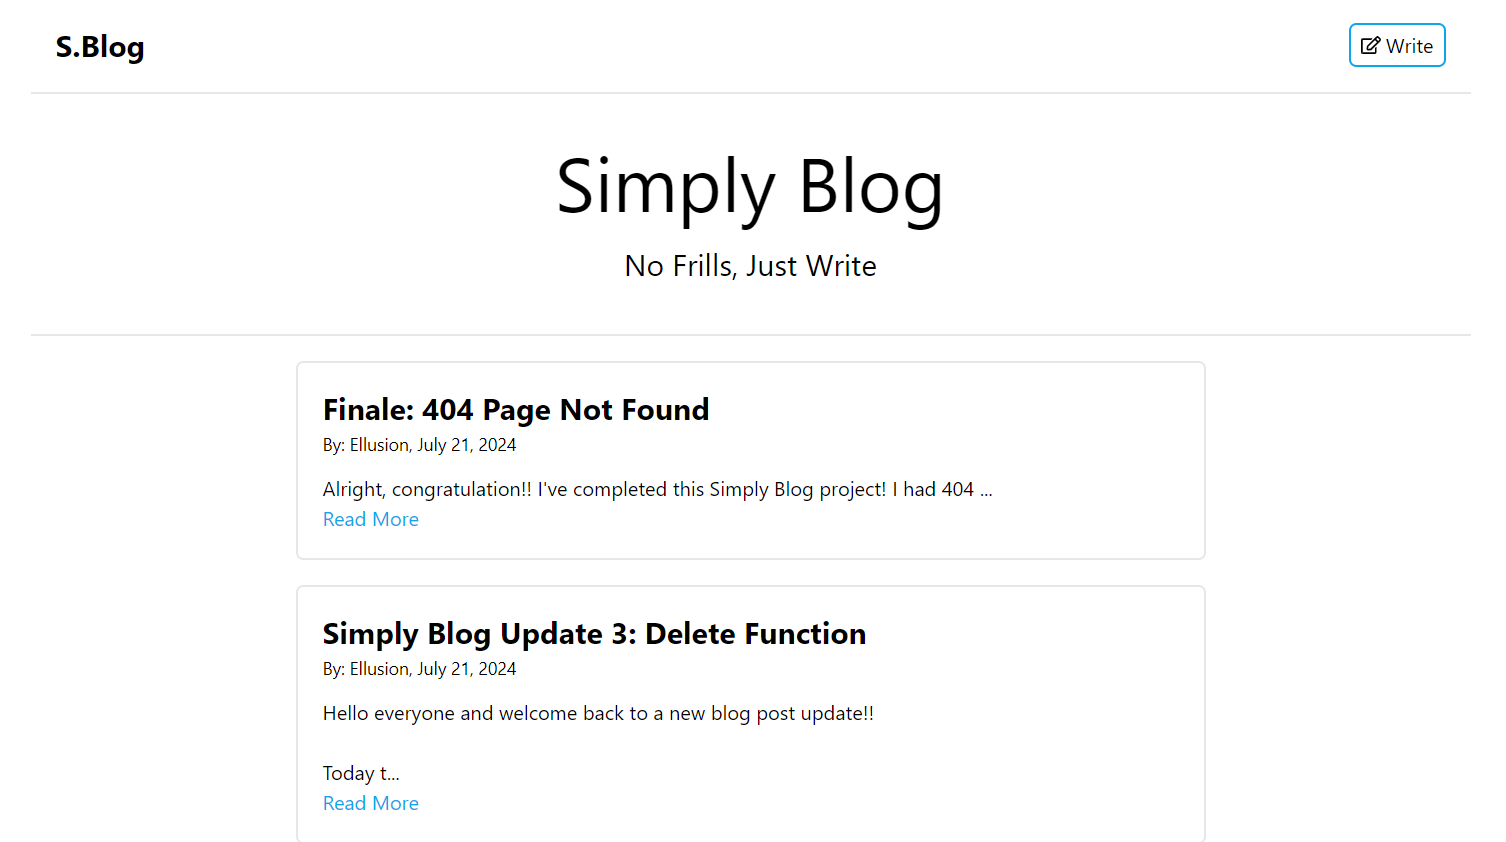 S.Blog
Write
Simply Blog
No Frills, Just Write
Finale: 404 Page Not Found
By: Ellusion, July 21, 2024
Alright, congratulation!! I've completed this Simply Blog project! I had 404 ...
Read More
Simply Blog Update 3: Delete Function
By: Ellusion, July 21, 2024
Hello everyone and welcome back to a new blog post update!!
Today t...
Read More